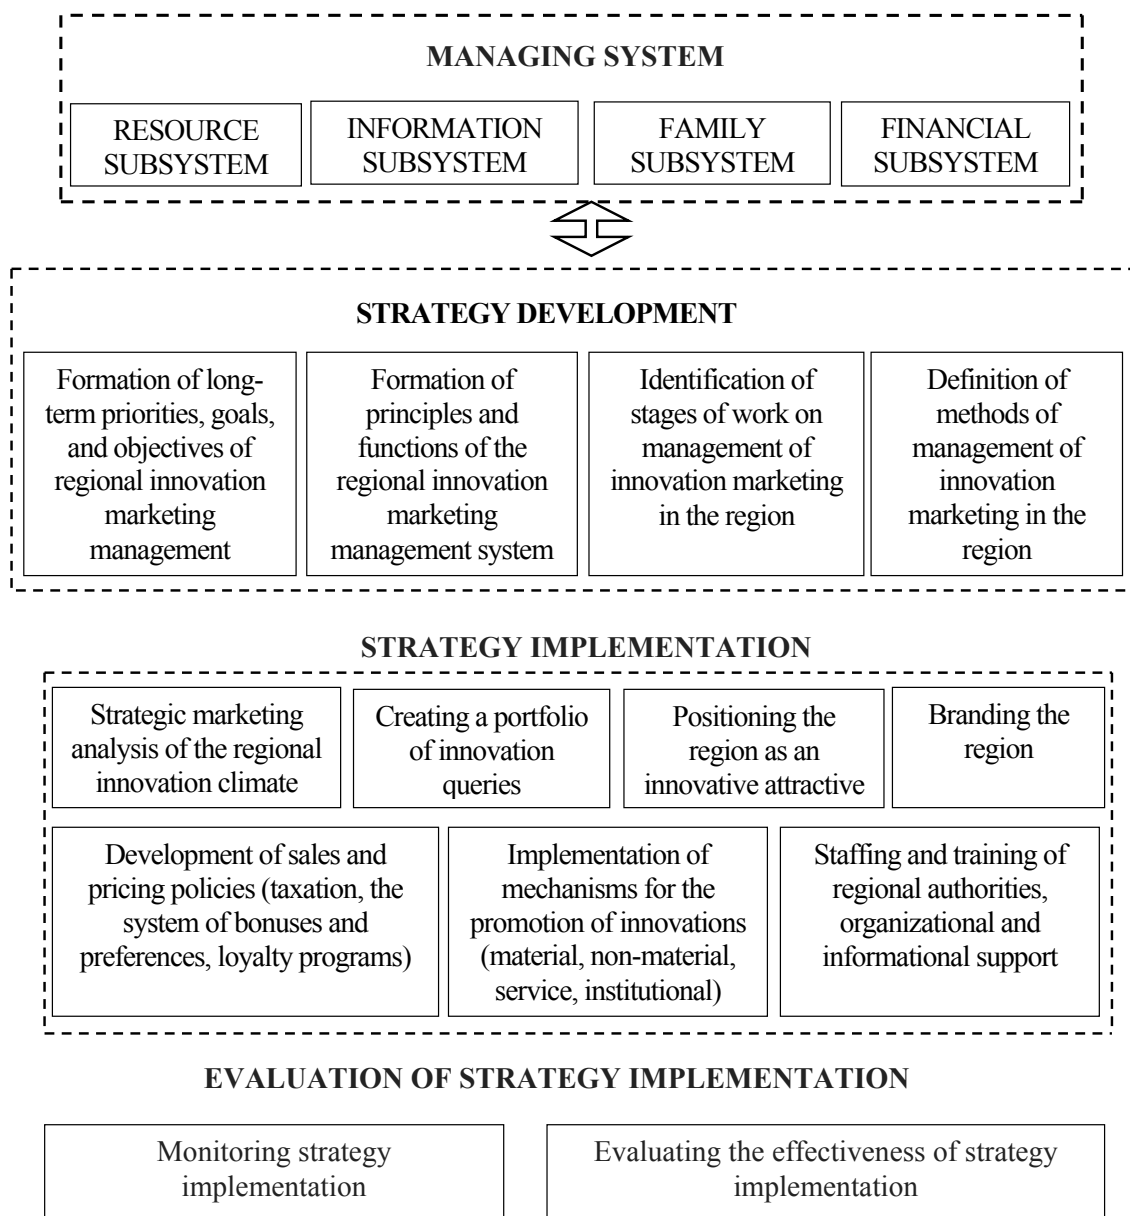 MANAGING SYSTEM
RESOURCE
SUBSYSTEM
INFORMATION
SUBSYSTEM
FAMILY
SUBSYSTEM
FINANCIAL
SUBSYSTEM
STRATEGY DEVELOPMENT
Formation of long-
term priorities, goals,
and objectives of
regional innovation
marketing
management
Formation of
principles and
functions of the
regional innovation
marketing
management system
Identification of
stages of work on
management of
innovation marketing
in the region
Definition of
methods of
management of
innovation
marketing in the
region
STRATEGY IMPLEMENTATION
Strategic marketing
analysis of the regional
innovation climate
Creating a portfolio
of innovation
queries
Positioning the
region as an
innovative attractive
Branding the
region
Development of sales and
pricing policies (taxation, the
system of bonuses and
preferences, loyalty programs)
Implementation of
mechanisms for the
promotion of innovations
(material, non-material,
service, institutional)
Staffing and training of
regional authorities,
organizational and
informational support
EVALUATION OF STRATEGY IMPLEMENTATION
Monitoring strategy
implementation
Evaluating the effectiveness of strategy
implementation